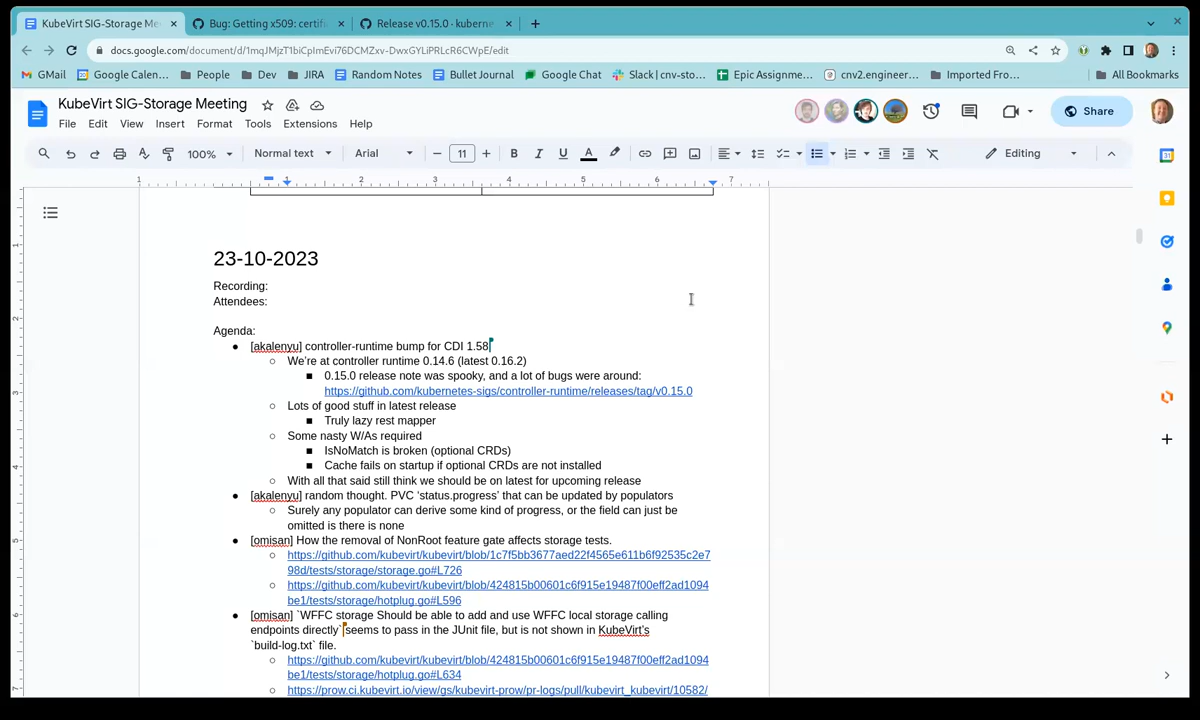 KubeVirt SIG-Storage Me
Bug: Getting x509: certifi
Release v0.15.0 · kuberne
docs.google.com/document/d/1mqJMjzT1biCpImEvi76DCMZxv-DwxGYLiPRLcR6CWpE/edit
GMail
Google Calen...
People
Dev
JIRA
Random Notes
Bullet Journal
Google Chat
Slack | cnv-sto...
Epic Assignme...
cnv2.engineer...
Imported Fro...
All Bookmarks
KubeVirt SIG-Storage Meeting
File Edit View Insert Format Tools Extensions Help
Share
100% Normal text Arial 11 Editing
1 1 2 3 4 5 6 7
23-10-2023
Recording:
Attendees:
Agenda:
● [akalenyu] controller-runtime bump for CDI 1.58
○ We're at controller runtime 0.14.6 (latest 0.16.2)
■ 0.15.0 release note was spooky, and a lot of bugs were around:
https://github.com/kubernetes-sigs/controller-runtime/releases/tag/v0.15.0
○ Lots of good stuff in latest release
■ Truly lazy rest mapper
○ Some nasty W/As required
■ IsNoMatch is broken (optional CRDs)
■ Cache fails on startup if optional CRDs are not installed
○ With all that said still think we should be on latest for upcoming release
● [akalenyu] random thought. PVC 'status.progress' that can be updated by populators
○ Surely any populator can derive some kind of progress, or the field can just be
omitted is there is none
● [omisan] How the removal of NonRoot feature gate affects storage tests.
○ https://github.com/kubevirt/kubevirt/blob/1c7f5bb3677aed22f4565e611b6f92535c2e7
98d/tests/storage/storage.go#L726
○ https://github.com/kubevirt/kubevirt/blob/424815b00601c6f915e19487f00eff2ad1094
be1/tests/storage/hotplug.go#L596
● [omisan] `WFFC storage Should be able to add and use WFFC local storage calling
endpoints directly` seems to pass in the JUnit file, but is not shown in KubeVirt's
`build-log.txt` file.
○ https://github.com/kubevirt/kubevirt/blob/424815b00601c6f915e19487f00eff2ad1094
be1/tests/storage/hotplug.go#L634
○ https://prow.ci.kubevirt.io/view/gs/kubevirt-prow/pr-logs/pull/kubevirt_kubevirt/10582/